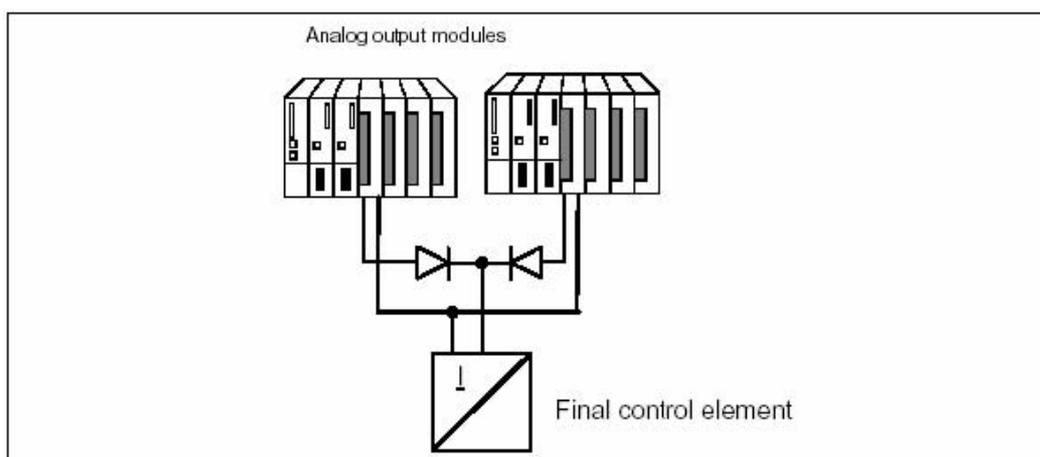 Analog output modules
I
Final control element